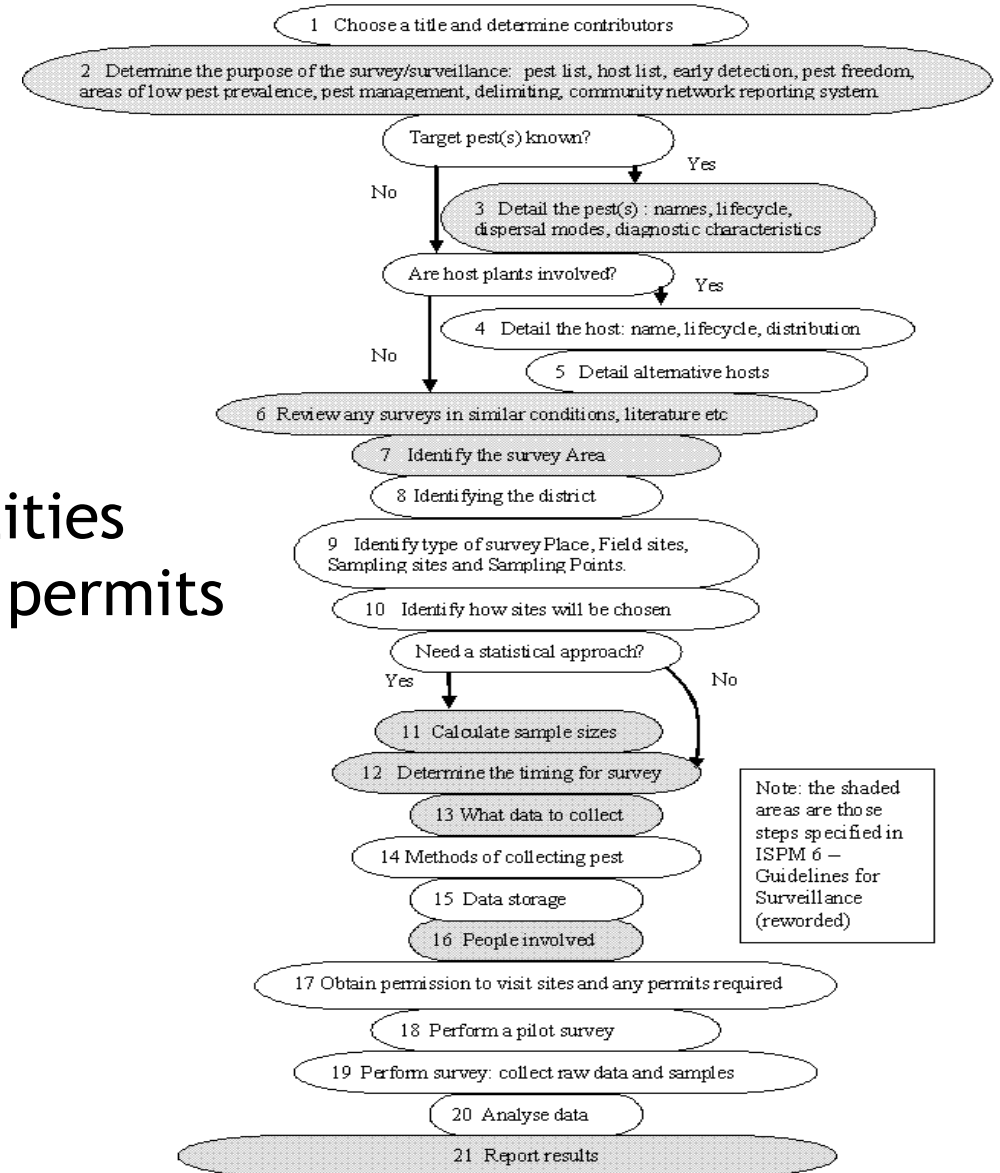 1 Choose a title and determine contributors
2 Determine the purpose of the survey/surveillance: pest list, host list, early detection, pest freedom,
areas of low pest prevalence, pest management, delimiting, community network reporting system
Target pest(s) known?
Yes
No
3 Detail the pest(s) : names, lifecycle,
dispersal modes, diagnostic characteristics
Are host plants involved?
Yes
4 Detail the host: name, lifecycle, distribution
No
5 Detail alternative hosts
6 Review any surveys in similar conditions, literature etc
7 Identify the survey Area
8 Identifying the district
ities
permits
9 Identify type of survey Place, Field sites,
Sampling sites and Sampling Points.
10 Identify how sites will be chosen
Need a statistical approach?
Yes
No
11 Calculate sample sizes
12 Determine the timing for survey
13 What data to collect
14 Methods of collecting pest
15 Data storage
16 People involved
Note: the shaded
areas are those
steps specified in
ISPM 6 –
Guidelines for
Surveillance
(reworded)
17 Obtain permission to visit sites and any permits required
18 Perform a pilot survey
19 Perform survey: collect raw data and samples
20 Analyse data
21 Report results